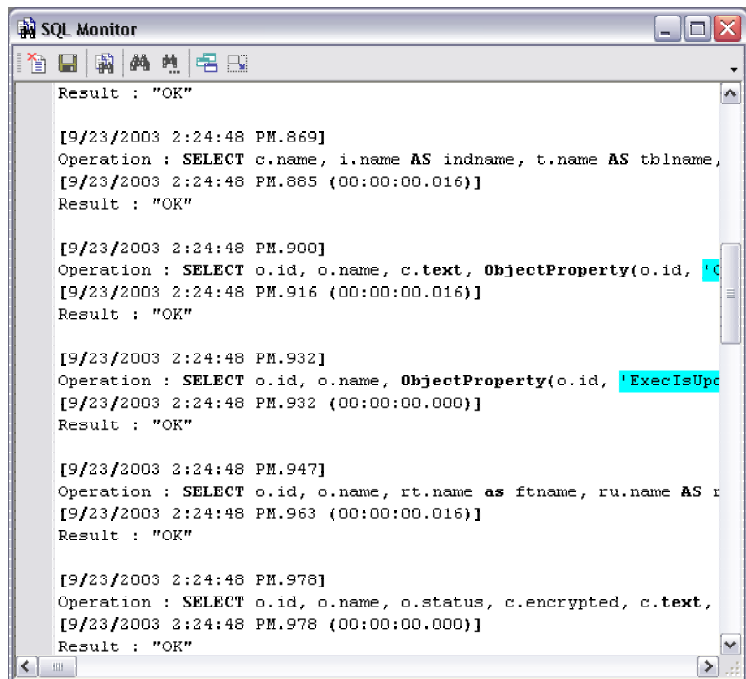 SQL Monitor
Result : "OK"
[9/23/2003 2:24:48 PM.869]
Operation : SELECT c.name, i.name AS indname, t.name AS tblname,
[9/23/2003 2:24:48 PM.885 (00:00:00.016)]
Result : "OK"
[9/23/2003 2:24:48 PM.900]
Operation : SELECT o.id, o.name, c.text, ObjectProperty(o.id,
[9/23/2003 2:24:48 PM.916 (00:00:00.016)]
Result : "OK"
[9/23/2003 2:24:48 PM.932]
Operation : SELECT o.id, o.name, ObjectProperty(o.id, 'ExecIsUpd
[9/23/2003 2:24:48 PM.932 (00:00:00.000)]
Result : "OK"
[9/23/2003 2:24:48 PM.947]
Operation : SELECT o.id, o.name, rt.name as ftname, ru.name AS
[9/23/2003 2:24:48 PM.963 (00:00:00.016)]
Result : "OK"
[9/23/2003 2:24:48 PM.978]
Operation : SELECT o.id, o.name, o.status, c.encrypted, c.text,
[9/23/2003 2:24:48 PM.978 (00:00:00.000)]
Result : "OK"